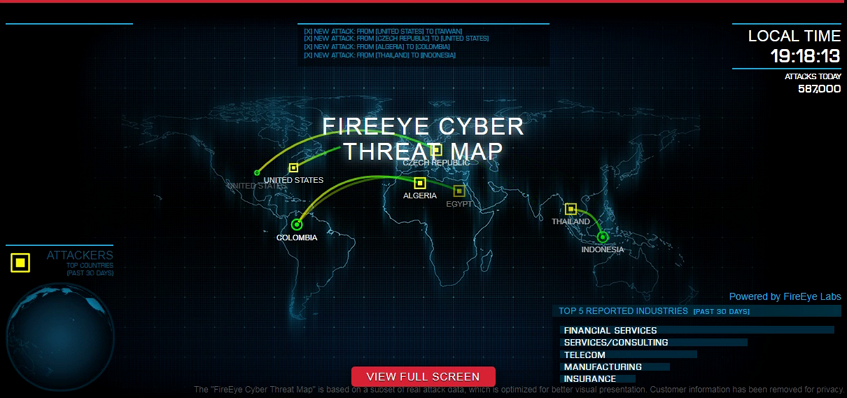 [X] NEW ATTACK: FROM [UNITED STATES] TO [TAIWAN]
[X] NEW ATTACK: FROM [CZECH REPUBLIC] TO [UNITED STATES]
[X] NEW ATTACK: FROM [ALGERIA] TO [COLOMBIA]
[X] NEW ATTACK: FROM [THAILAND] TO [INDONESIA]
LOCAL TIME
19:18:13
ATTACKS TODAY
587,000
FIREEYE CYBER
THREAT MAP
CZECH REPUBLIC
UNITED STATES
UNITED STATES
ALGERIA
EGYPT
THAILAND
COLOMBIA
INDONESIA
ATTACKERS
TOP COUNTRIES
[PAST 30 DAYS]
Powered by FireEye Labs
TOP 5 REPORTED INDUSTRIES [PAST 30 DAYS]
FINANCIAL SERVICES
SERVICES/CONSULTING
TELECOM
MANUFACTURING
INSURANCE
VIEW FULL SCREEN
The "FireEye Cyber Threat Map" is based on a subset of real attack data, which is optimized for better visual presentation. Customer information has been removed for privacy